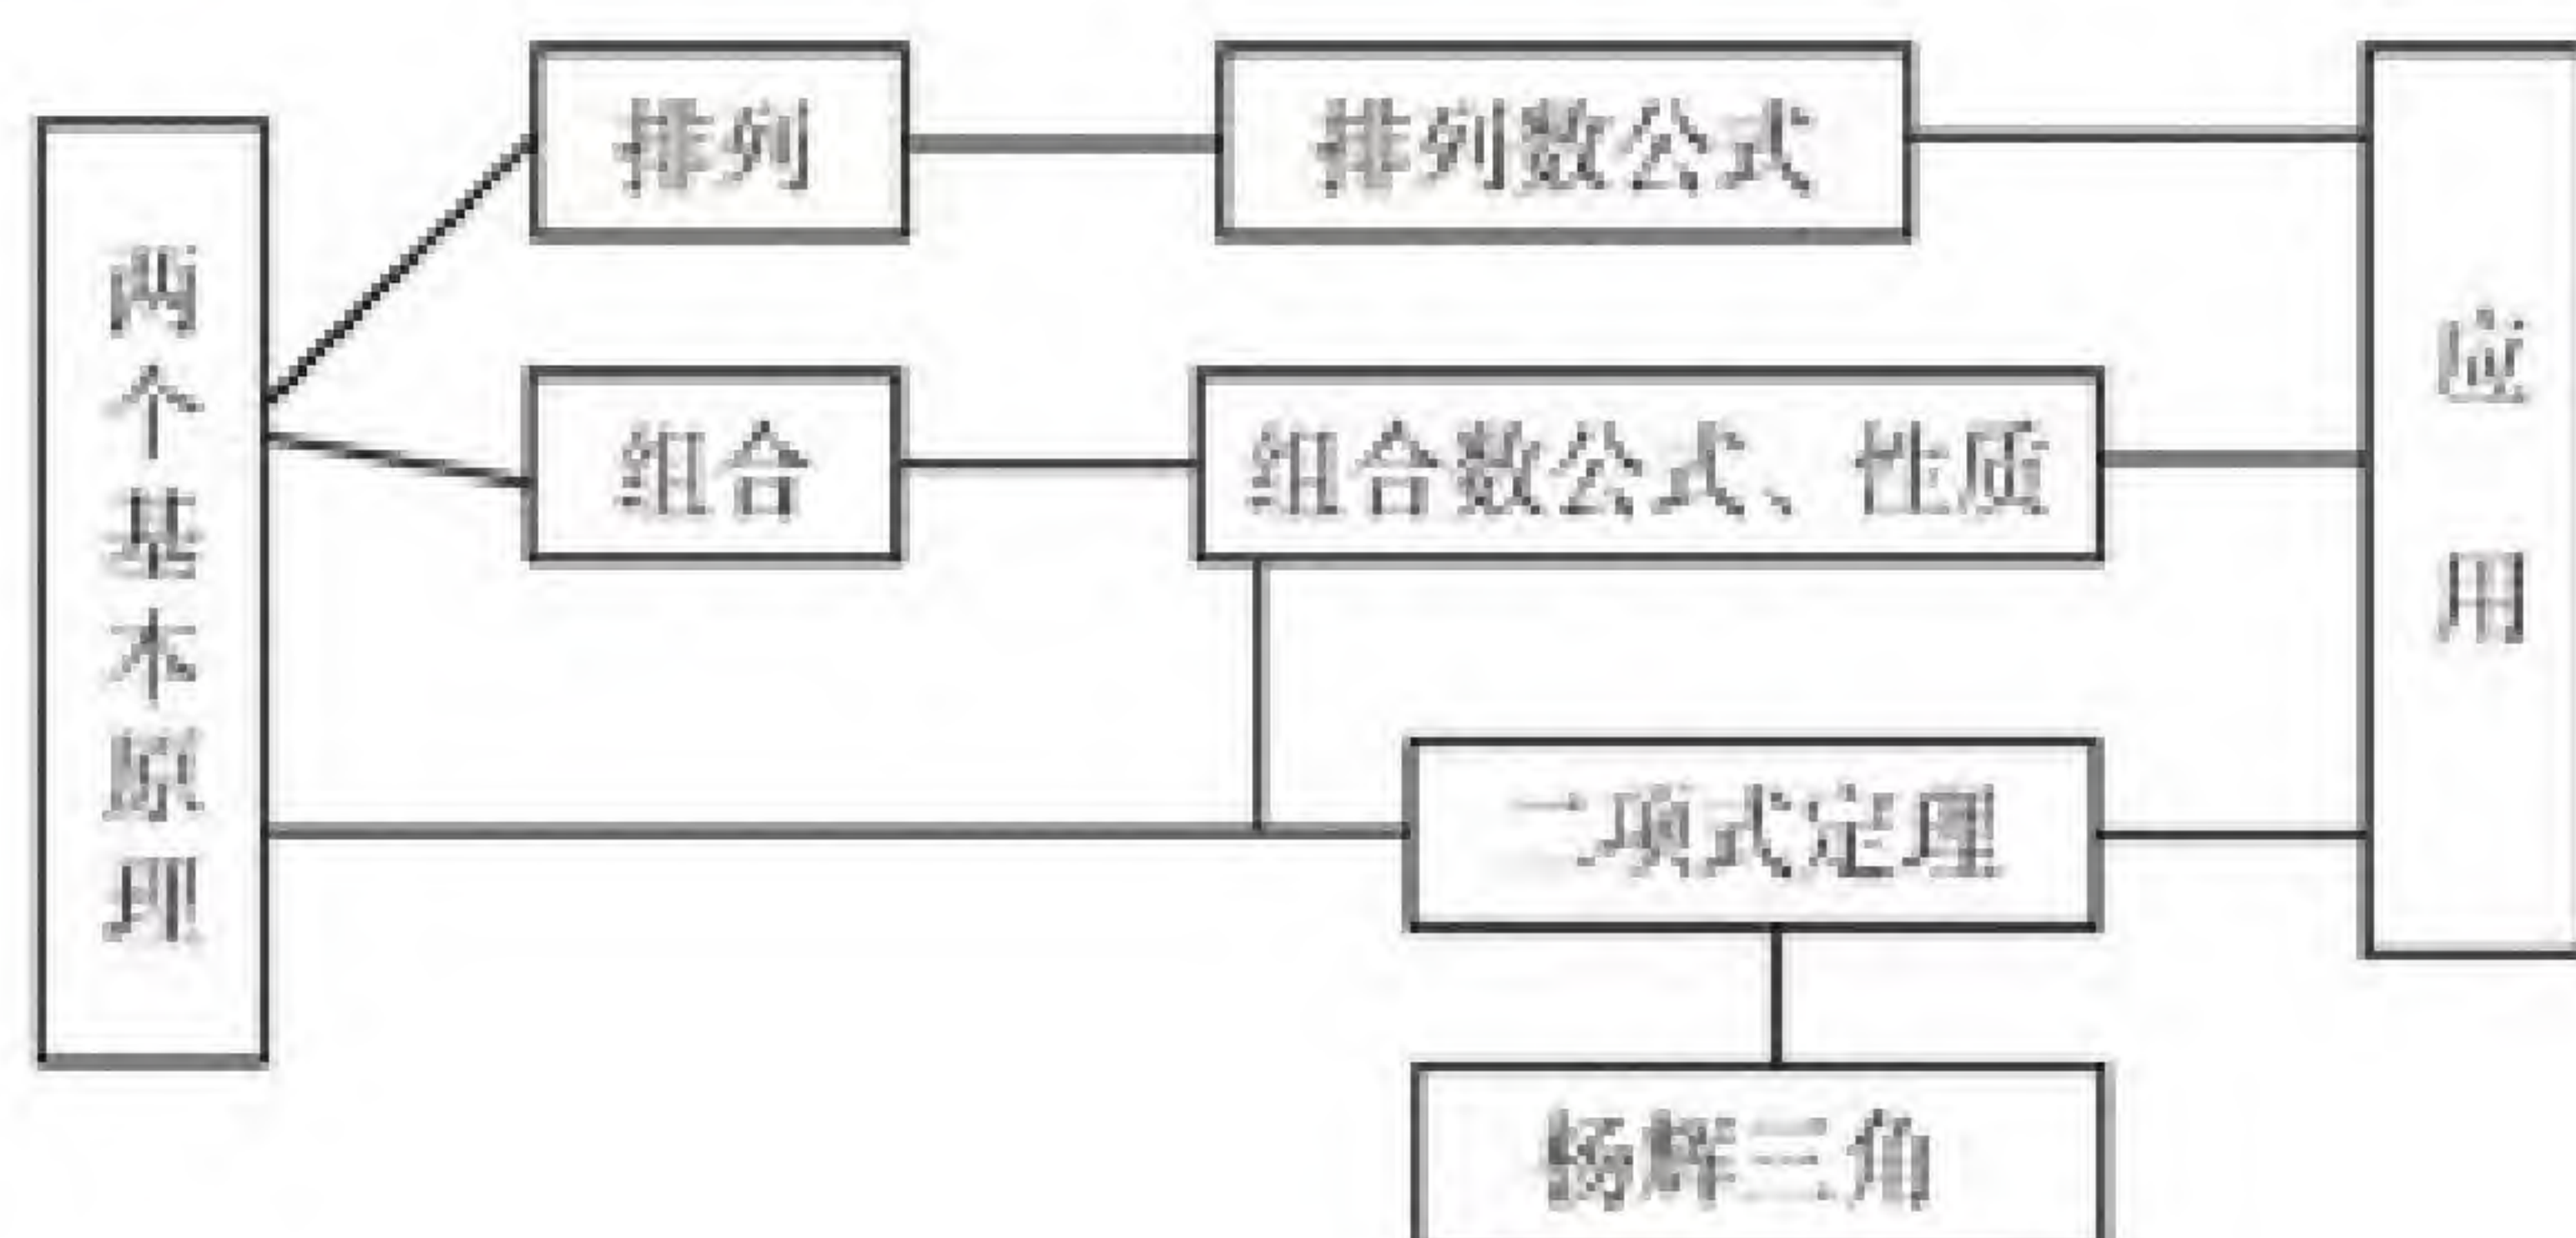 两个基本原理
排列
排列数公式
组合
组合数公式、性质
二项式定理
杨辉三角
应用